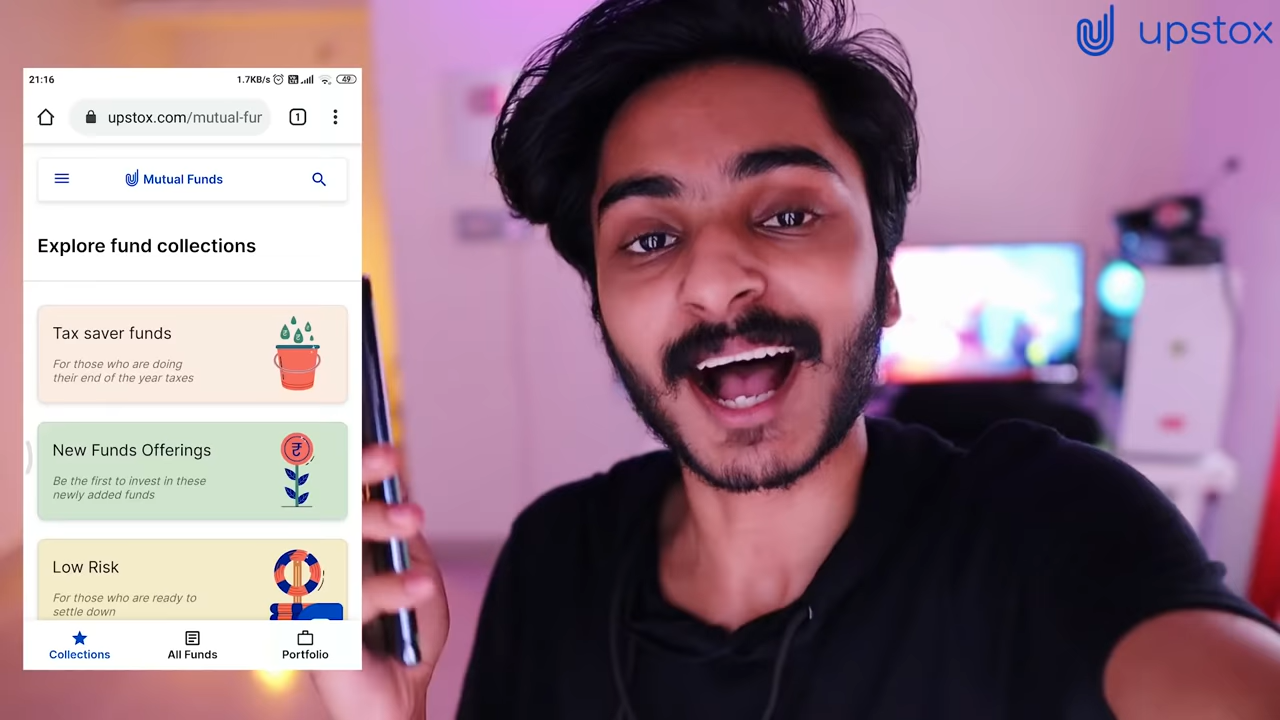 upstox
21:16
1.7KB/s
49
1
upstox.com/mutual-fur
Mutual Funds
Explore fund collections
Tax saver funds
For those who are doing
their end of the year taxes
New Funds Offerings
₹
Be the first to invest in these
newly added funds
Low Risk
For those who are ready to
settle down
Collections
All Funds
Portfolio